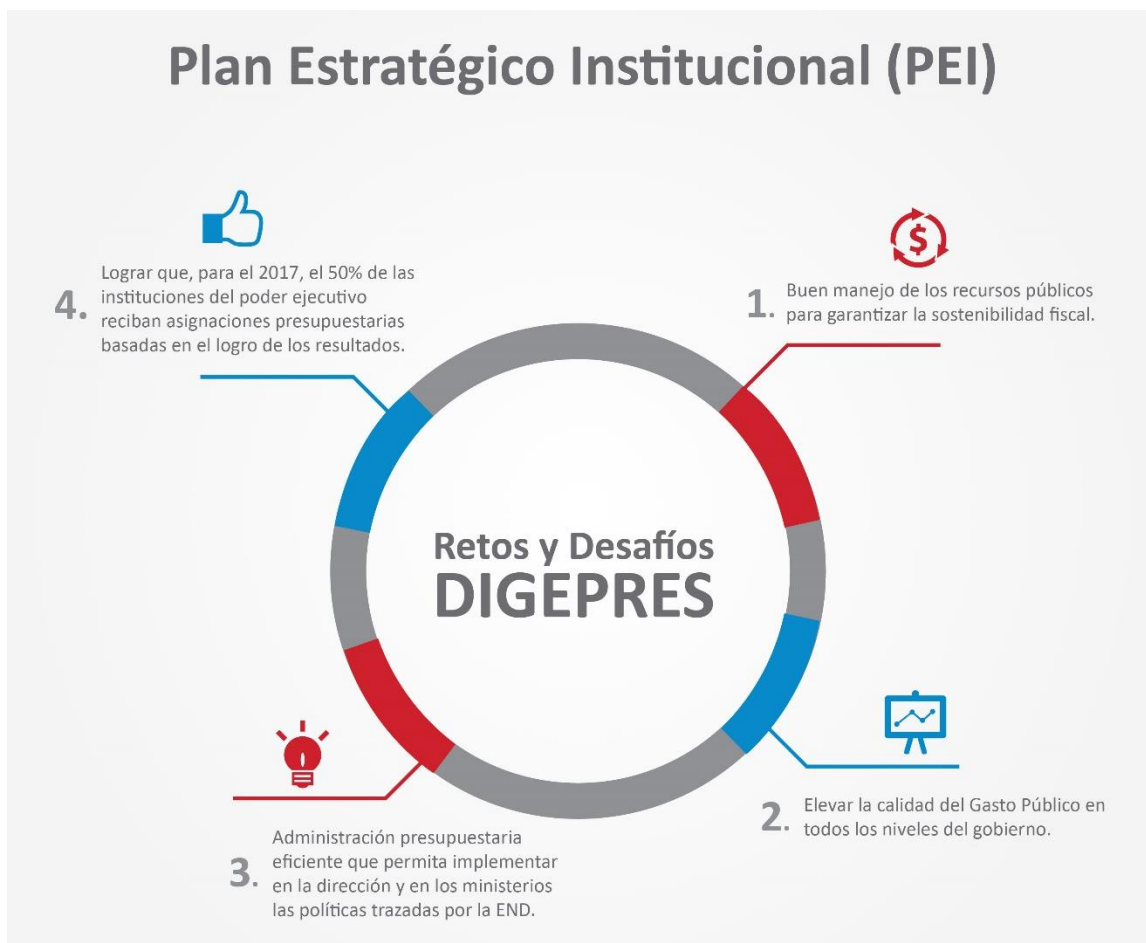 Plan Estratégico Institucional (PEI)
1. Buen manejo de los recursos públicos
para garantizar la sostenibilidad fiscal.
2. Elevar la calidad del Gasto Público en
todos los niveles del gobierno.
3. Administración presupuestaria
eficiente que permita implementar
en la dirección y en los ministerios
las políticas trazadas por la END.
4. Lograr que, para el 2017, el 50% de las
instituciones del poder ejecutivo
reciban asignaciones presupuestarias
basadas en el logro de los resultados.
Retos y Desafíos
DIGEPRES
$